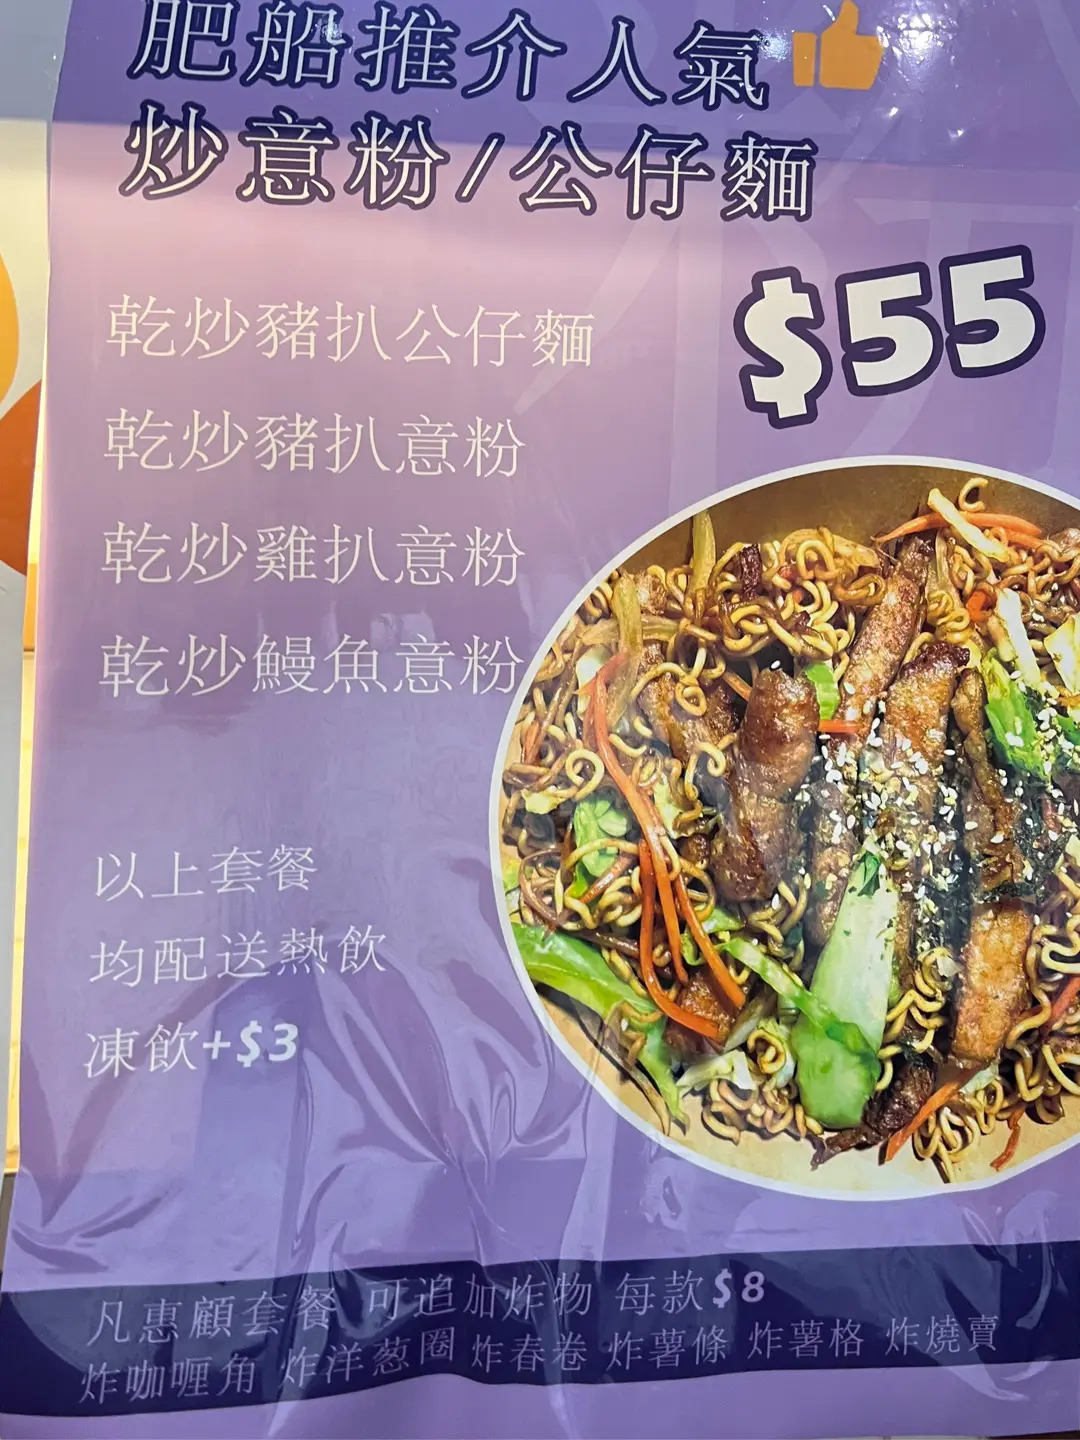 肥船推介人氣
炒意粉/公仔麵
$55
乾炒豬扒公仔麵
乾炒豬扒意粉
乾炒雞扒意粉
乾炒鰻魚意粉
以上套餐
均配送熱飲
凍飲+$3
凡惠顧套餐 可追加炸物 每款$8
炸咖喱角 炸洋葱圈 炸春卷 炸薯條 炸薯格 炸燒賣